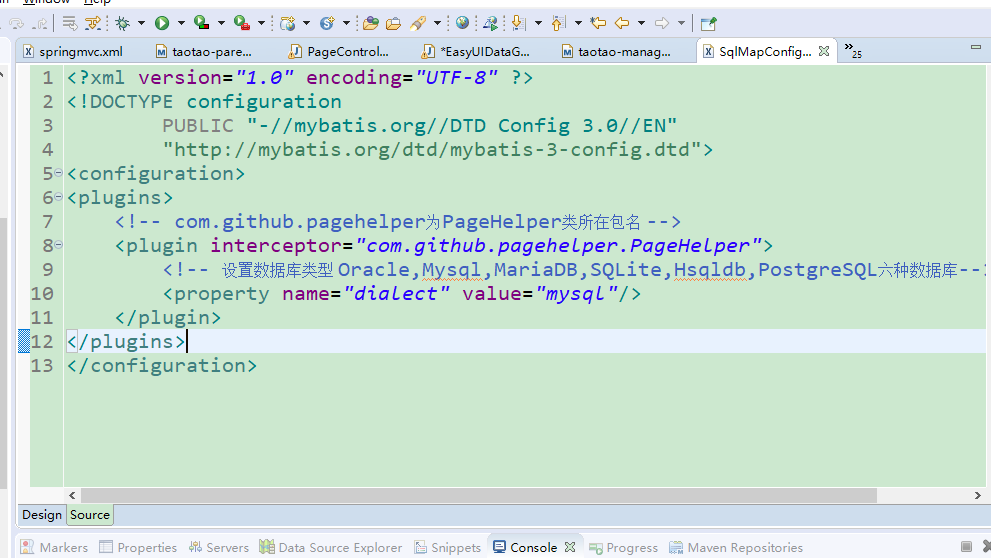 Window Help
springmvc.xml taotao-pare... PageControl... *EasyUIDataG... taotao-manag... SqlMapConfig... »25
1 <?xml version="1.0" encoding="UTF-8" ?>
2 <!DOCTYPE configuration
3 PUBLIC "-//mybatis.org//DTD Config 3.0//EN"
4 "http://mybatis.org/dtd/mybatis-3-config.dtd">
5 <configuration>
6 <plugins>
7 <!-- com.github.pagehelper为PageHelper类所在包名 -->
8 <plugin interceptor="com.github.pagehelper.PageHelper">
9 <!-- 设置数据库类型 Oracle,Mysql,MariaDB,SQLite,Hsqldb,PostgreSQL六种数据库-->
10 <property name="dialect" value="mysql"/>
11 </plugin>
12 </plugins>
13 </configuration>
Design Source
Markers Properties Servers Data Source Explorer Snippets Console Progress Maven Repositories